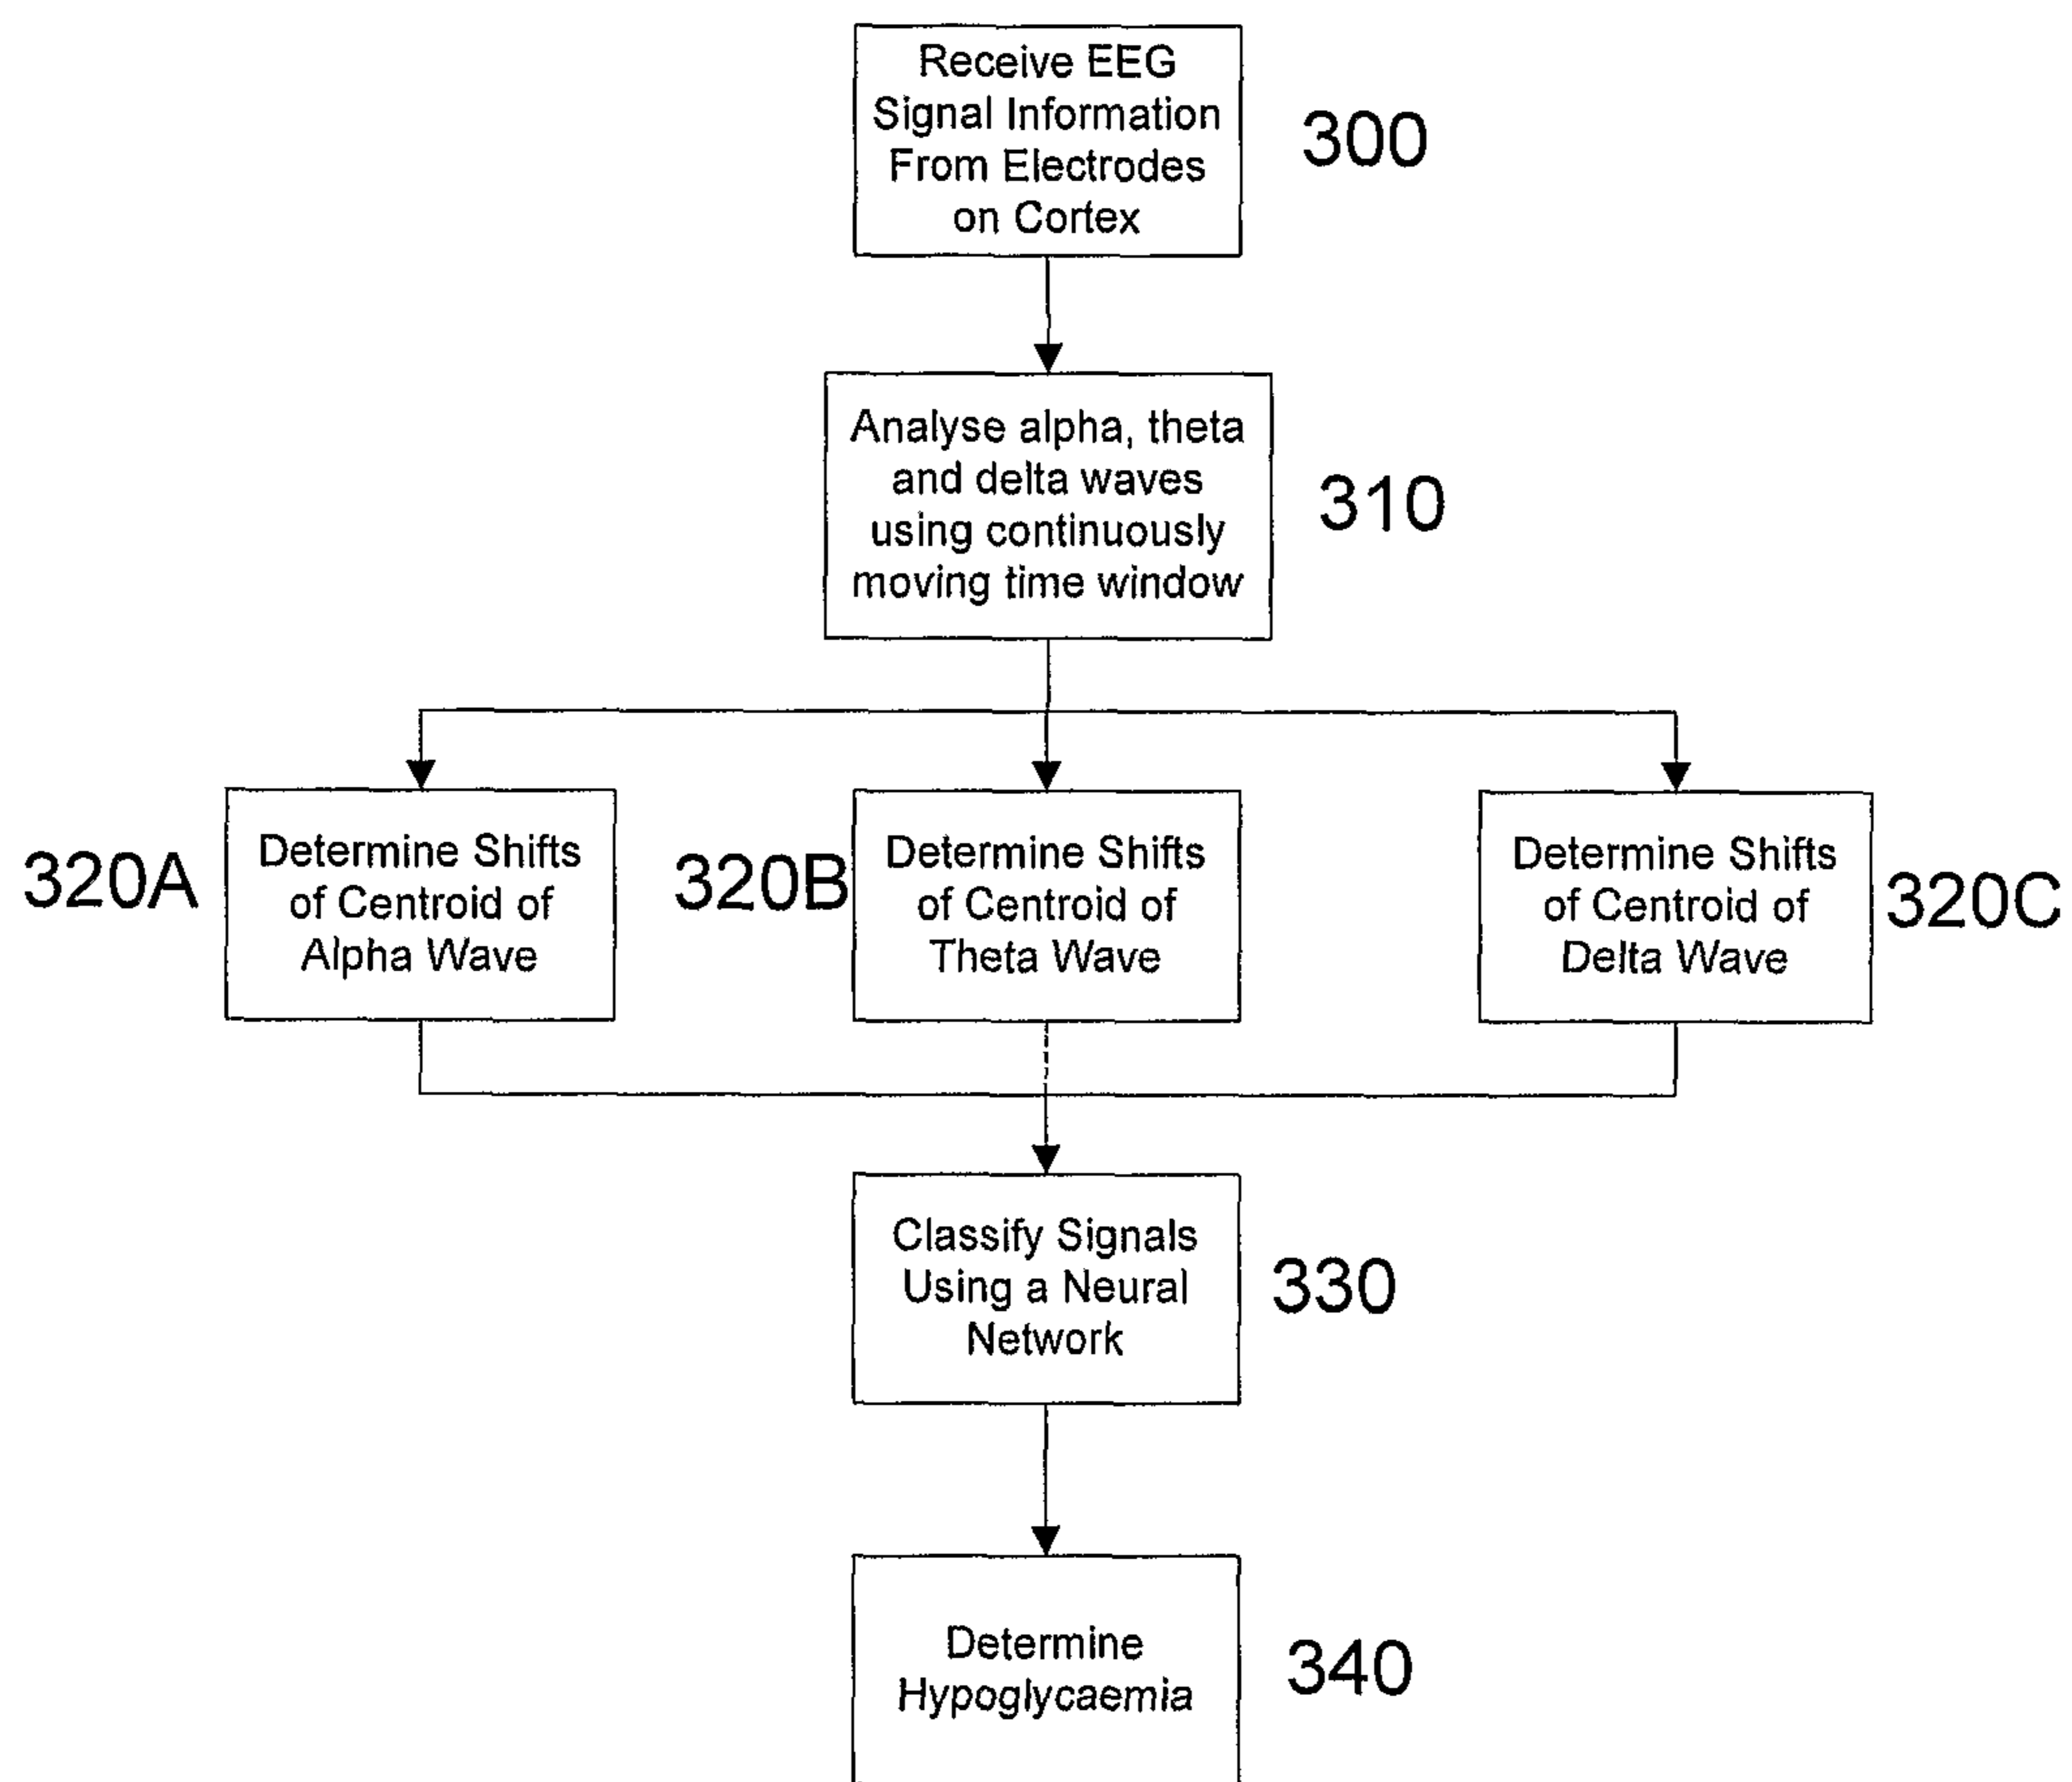 Receive EEG
Signal Information
From Electrodes
on Cortex
300
Analyse alpha, theta
and delta waves
using continuously
moving time window
310
320A
Determine Shifts
of Centroid of
Alpha Wave
320B
Determine Shifts
of Centroid of
Theta Wave
Determine Shifts
of Centroid of
Delta Wave
320C
Classify Signals
Using a Neural
Network
330
Determine
Hypoglycaemia
340